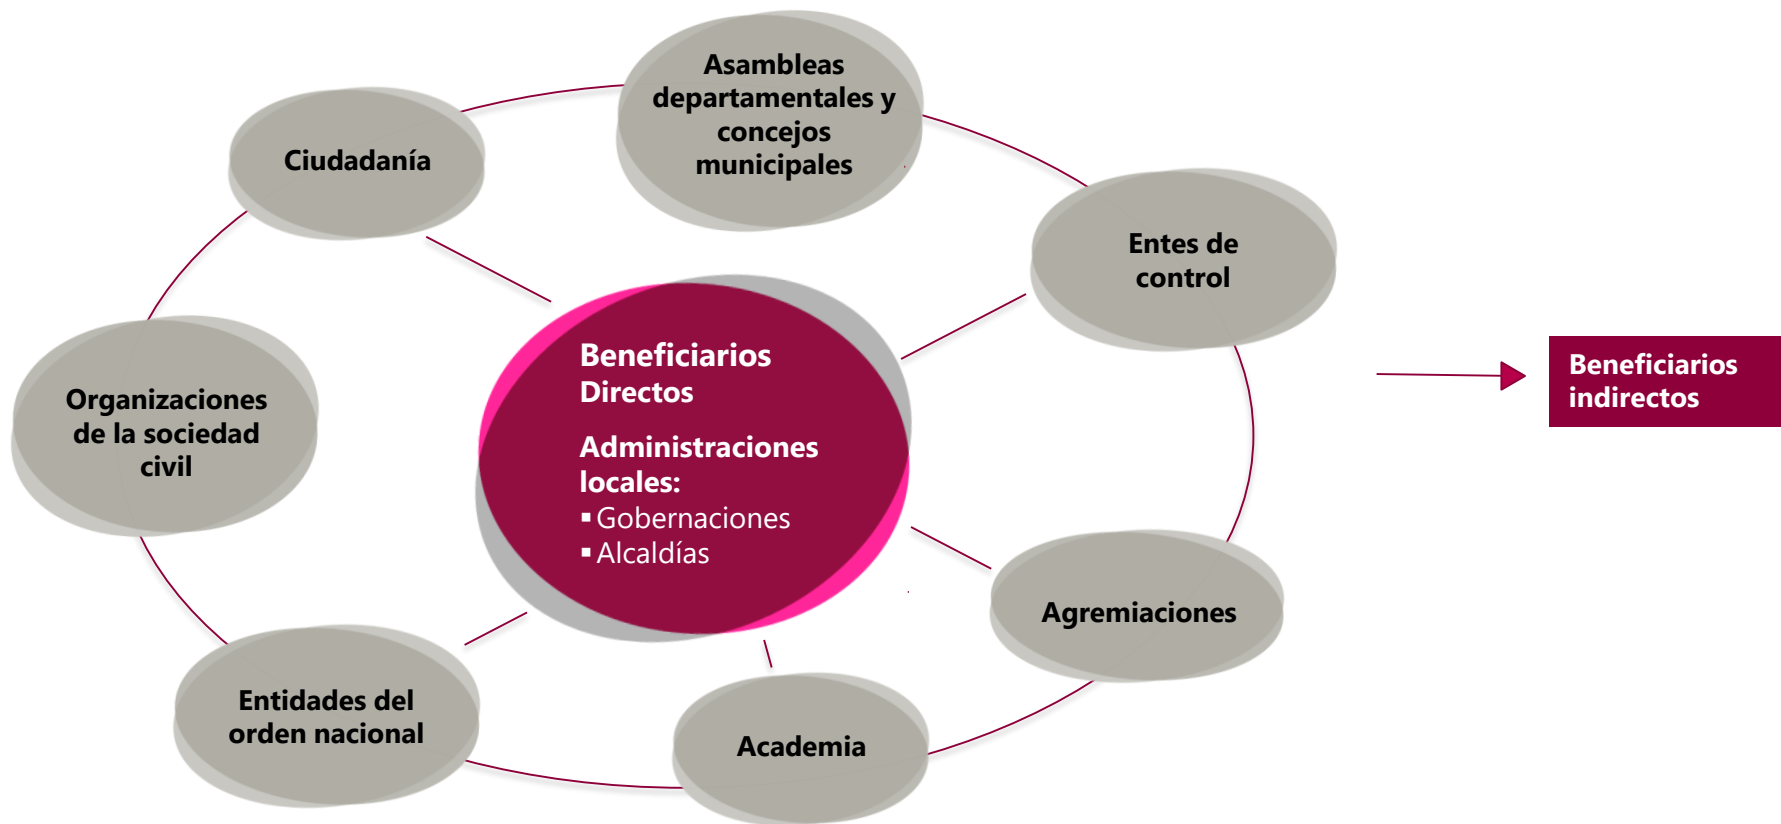 Asambleas
departamentales y
concejos
municipales
Ciudadanía
Entes de
control
Beneficiarios
Directos
Administraciones
locales:
▪ Gobernaciones
▪ Alcaldías
Beneficiarios
indirectos
Organizaciones
de la sociedad
civil
Agremiaciones
Entidades del
orden nacional
Academia